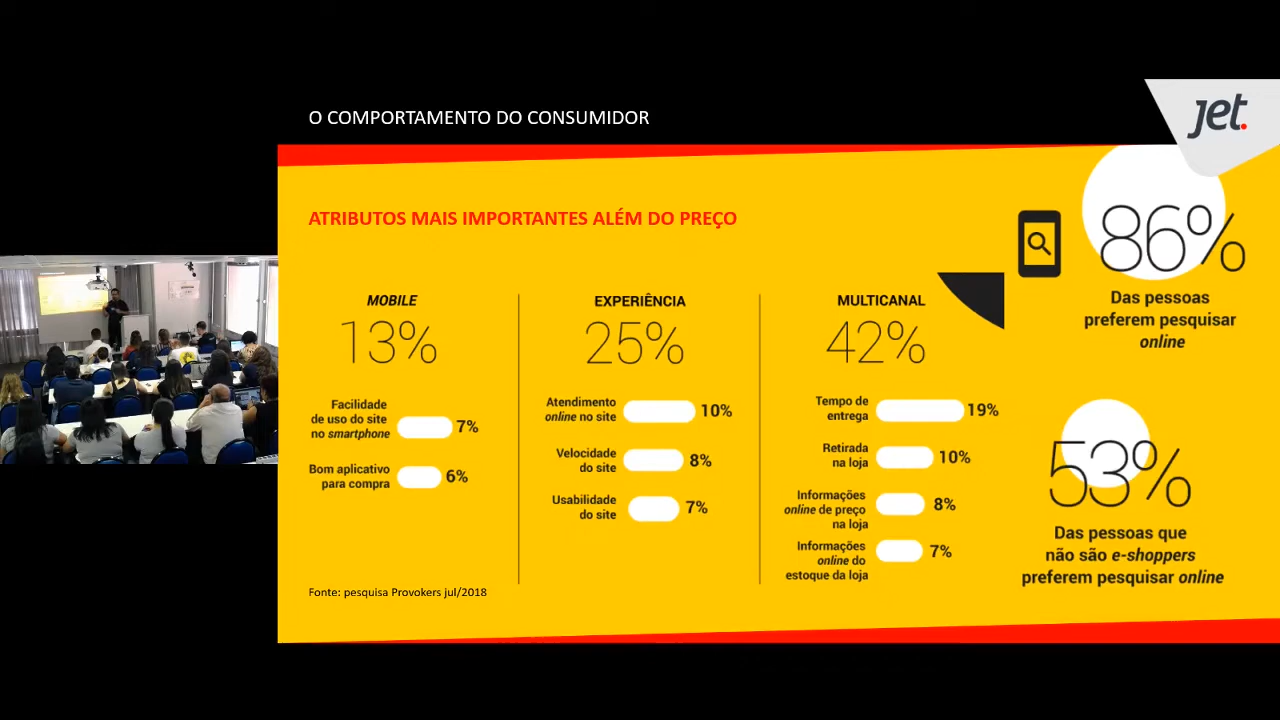 O COMPORTAMENTO DO CONSUMIDOR
jet.
ATRIBUTOS MAIS IMPORTANTES ALÉM DO PREÇO
MOBILE
13%
Facilidade
de uso do site
no smartphone
7%
Bom aplicativo
para compra
6%
EXPERIÊNCIA
25%
Atendimento
online no site
10%
Velocidade
do site
8%
Usabilidade
do site
7%
MULTICANAL
42%
Tempo de
entrega
19%
Retirada
na loja
10%
Informações
online de preço
na loja
8%
Informações
online do
estoque da loja
7%
86%
Das pessoas
preferem pesquisar
online
53%
Das pessoas que
não são e-shoppers
preferem pesquisar online
Fonte: pesquisa Provokers jul/2018